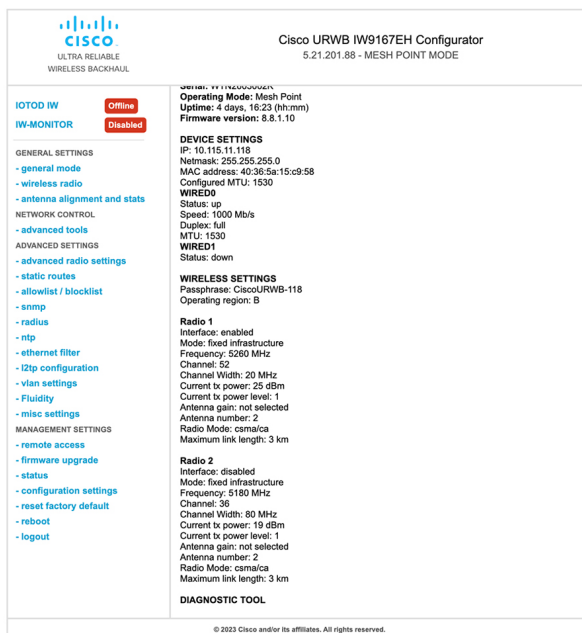 CISCO
ULTRA RELIABLE
WIRELESS BACKHAUL
Cisco URWB IW9167EH Configurator
5.21.201.88 - MESH POINT MODE
IOTOD IW Offline
IW-MONITOR Disabled
GENERAL SETTINGS
- general mode
- wireless radio
- antenna alignment and stats
NETWORK CONTROL
- advanced tools
ADVANCED SETTINGS
- advanced radio settings
- static routes
- allowlist / blocklist
- snmp
- radius
- ntp
- ethernet filter
- l2tp configuration
- vlan settings
- Fluidity
- misc settings
MANAGEMENT SETTINGS
- remote access
- firmware upgrade
- status
- configuration settings
- reset factory default
- reboot
- logout
Operating Mode: Mesh Point
Uptime: 4 days, 16:23 (hh:mm)
Firmware version: 8.8.1.10
DEVICE SETTINGS
IP: 10.115.11.118
Netmask: 255.255.255.0
MAC address: 40:36:5a:15:c9:58
Configured MTU: 1530
WIRED0
Status: up
Speed: 1000 Mb/s
Duplex: full
MTU: 1530
WIRED1
Status: down
WIRELESS SETTINGS
Passphrase: CiscoURWB-118
Operating region: B
Radio 1
Interface: enabled
Mode: fixed infrastructure
Frequency: 5260 MHz
Channel: 52
Channel Width: 20 MHz
Current tx power: 25 dBm
Current tx power level: 1
Antenna gain: not selected
Antenna number: 2
Radio Mode: csma/ca
Maximum link length: 3 km
Radio 2
Interface: disabled
Mode: fixed infrastructure
Frequency: 5180 MHz
Channel: 36
Channel Width: 80 MHz
Current tx power: 19 dBm
Current tx power level: 1
Antenna gain: not selected
Antenna number: 2
Radio Mode: csma/ca
Maximum link length: 3 km
DIAGNOSTIC TOOL
© 2023 Cisco and/or its affiliates. All rights reserved.